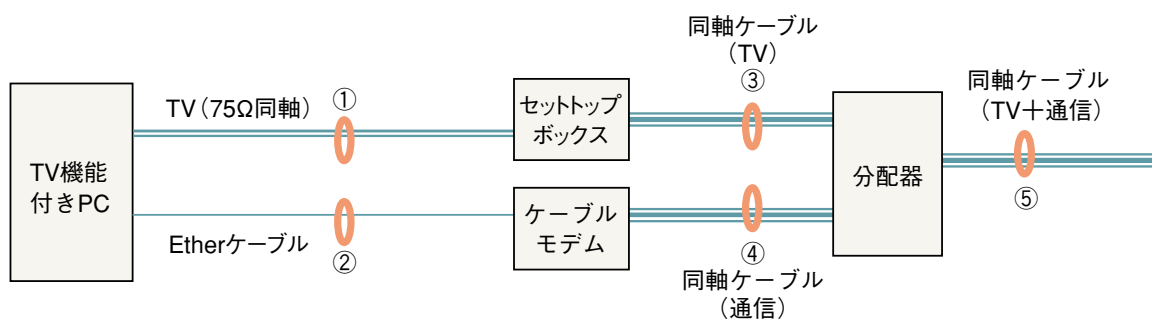 TV機能
付きPC
TV（75Ω同軸）
①
Etherケーブル
②
セットトップ
ボックス
ケーブル
モデム
同軸ケーブル
（TV）
③
④
同軸ケーブル
（通信）
分配器
同軸ケーブル
（TV＋通信）
⑤